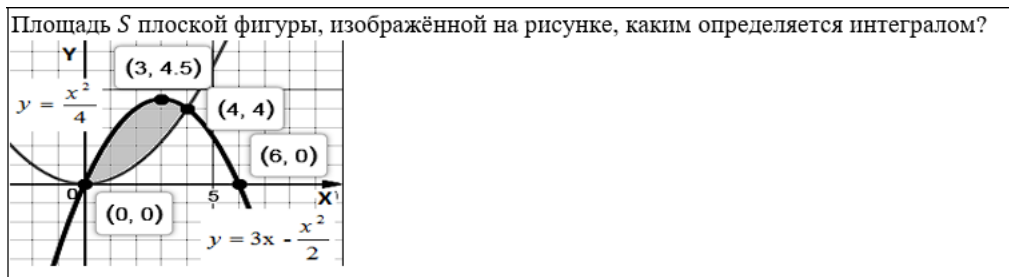 Площадь S плоской фигуры, изображённой на рисунке, каким определяется интегралом?
Y
(3, 4.5)
y = x²/4
(4, 4)
(6, 0)
0
5
X
(0, 0)
y = 3x - x²/2